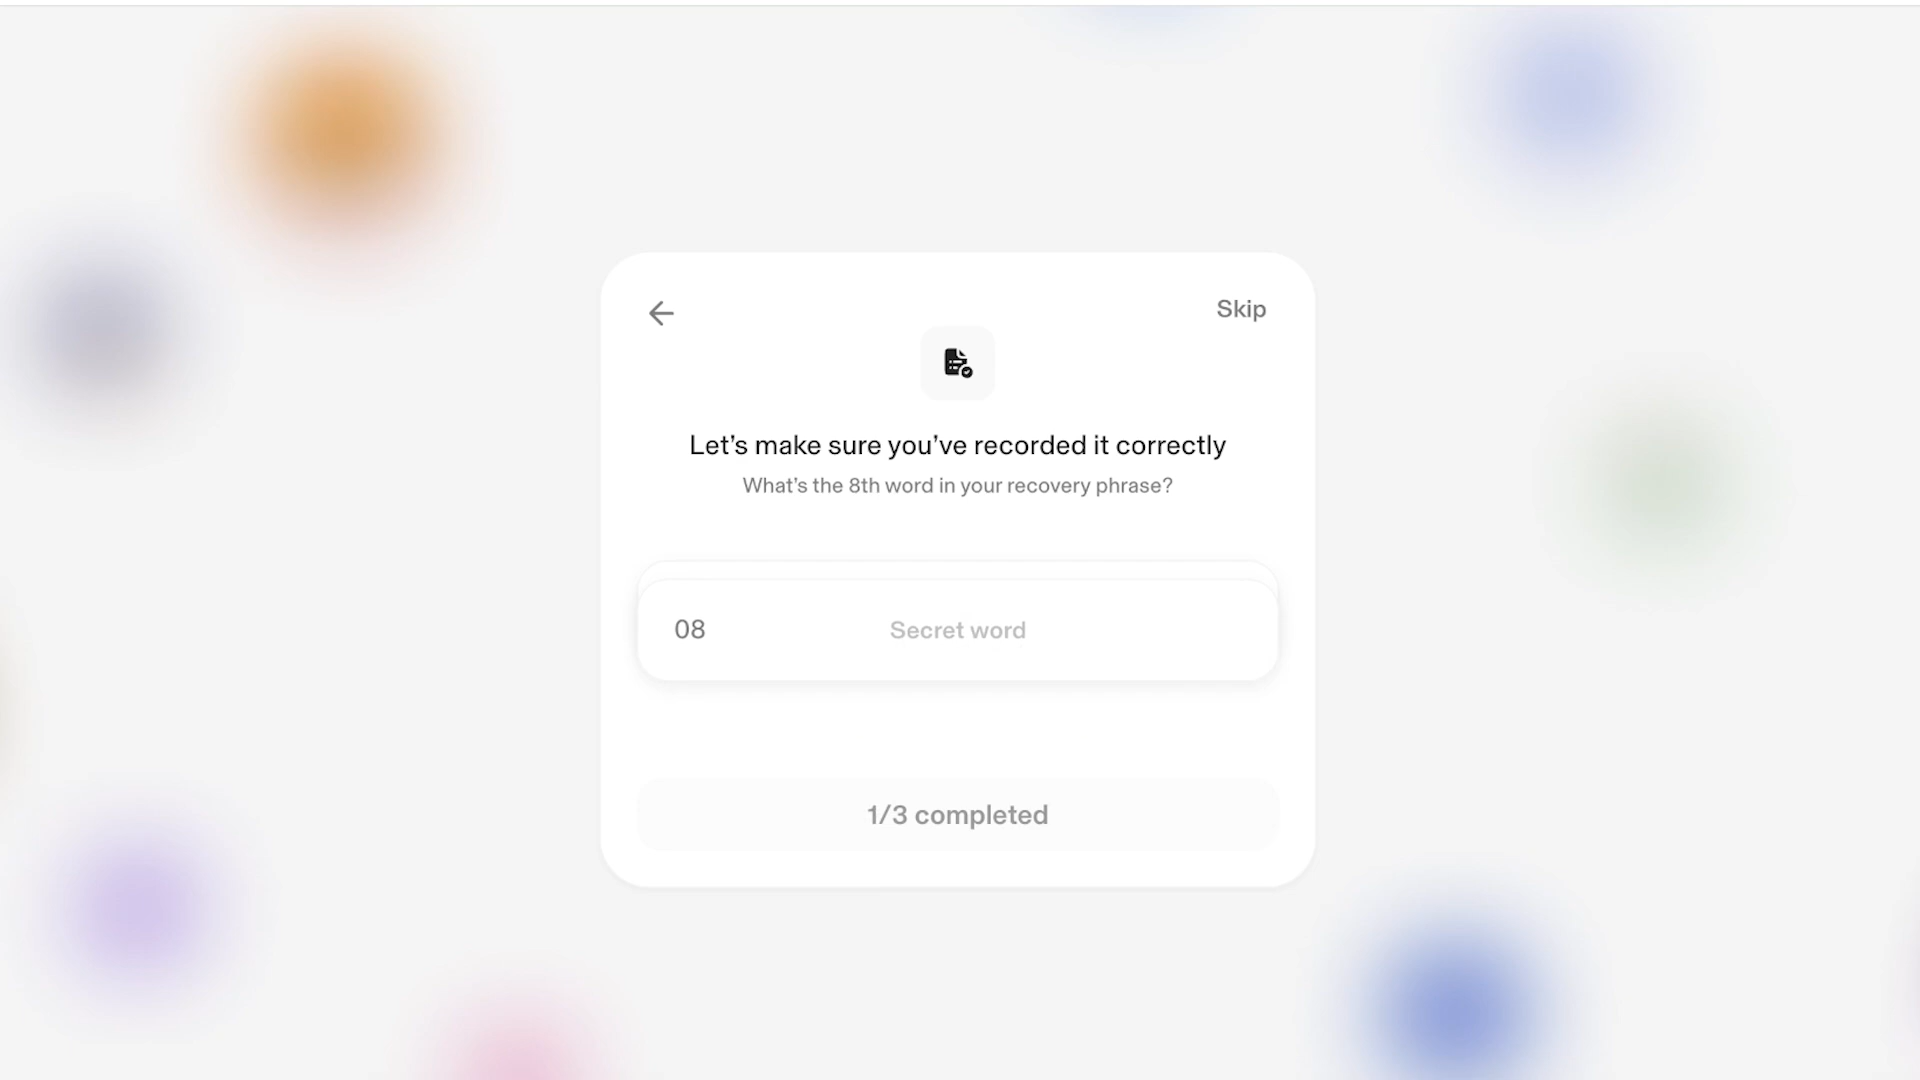 Skip
Let’s make sure you’ve recorded it correctly
What’s the 8th word in your recovery phrase?
08 Secret word
1/3 completed